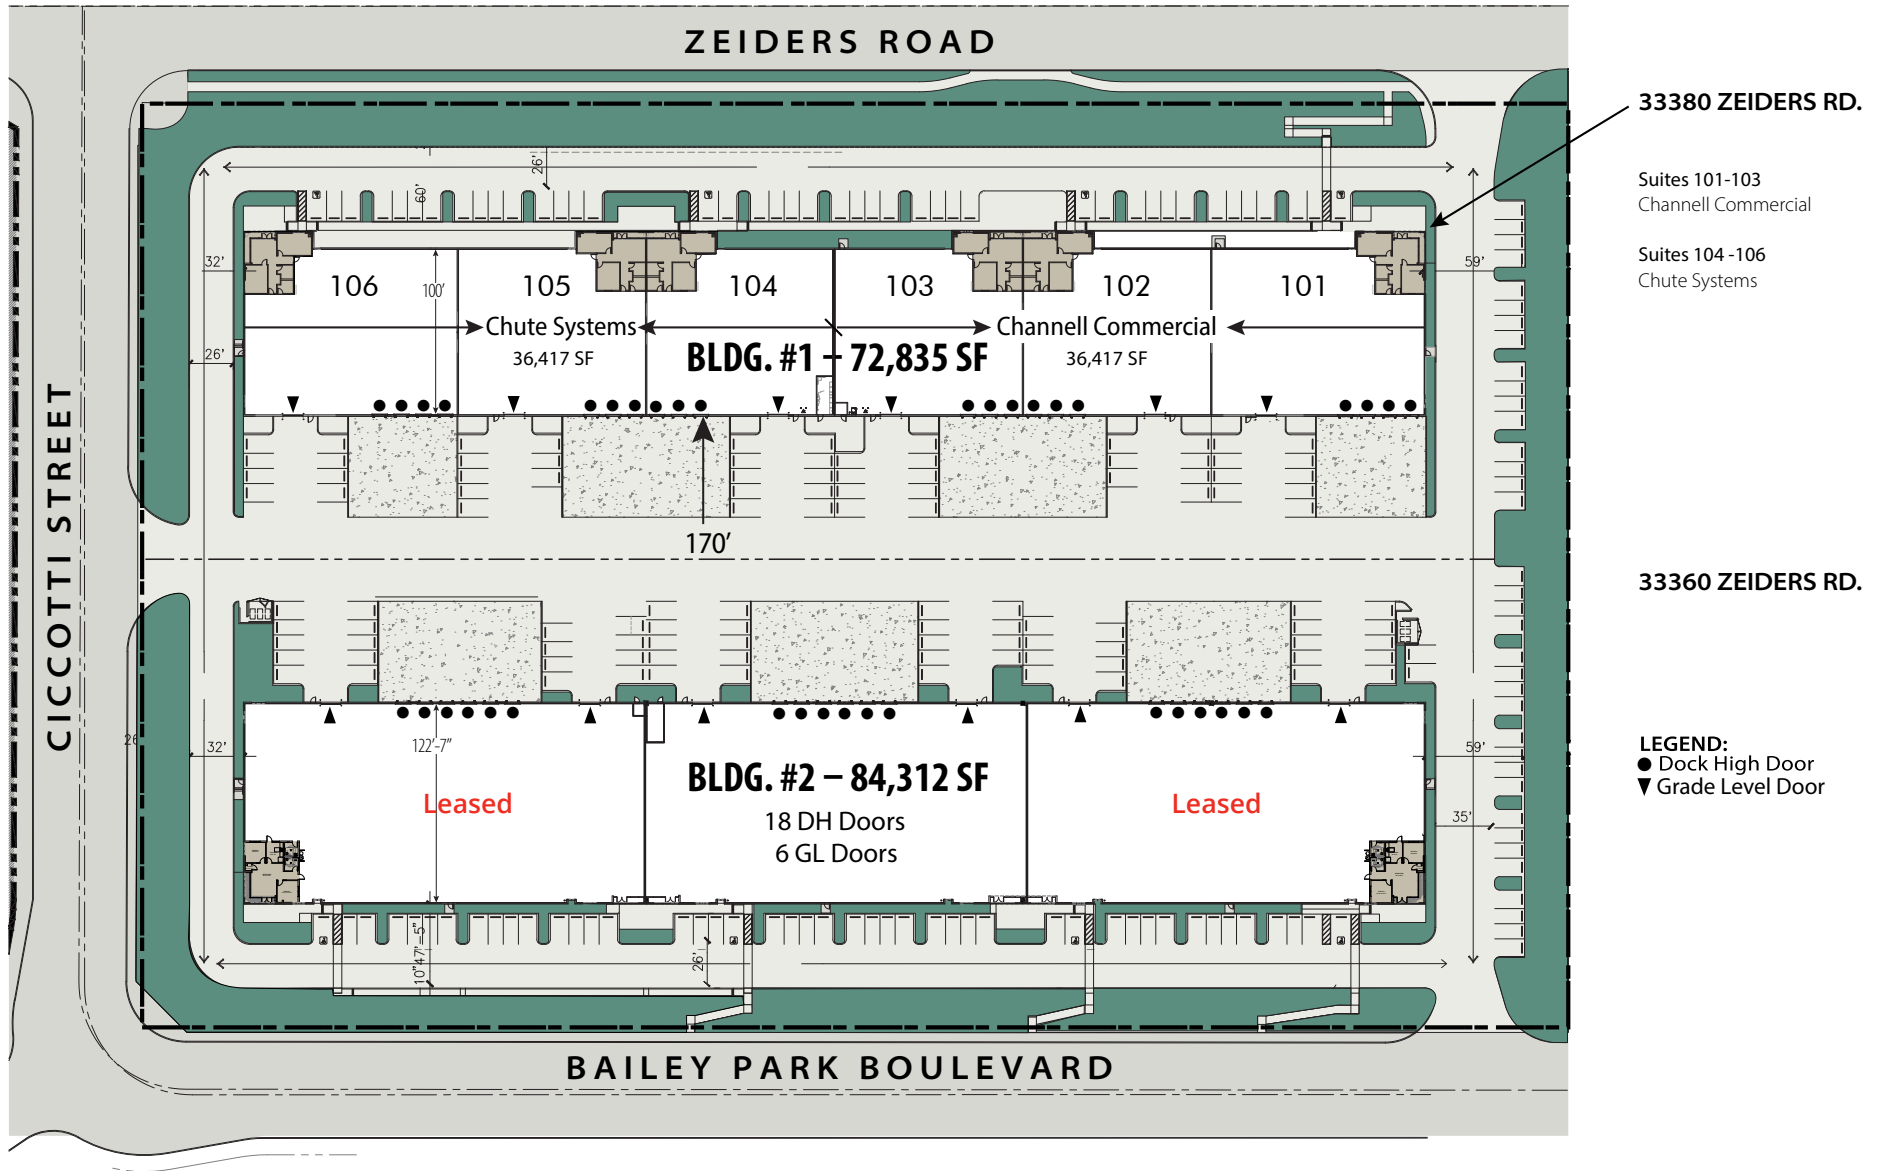 ZEIDERS ROAD
33380 ZEIDERS RD.
Suites 101-103
Channell Commercial
Suites 104 -106
Chute Systems
26'
60'
32'
59'
106
105
104
103
102
101
100'
Chute Systems
Channell Commercial
36,417 SF
BLDG. #1 – 72,835 SF
36,417 SF
26'
CICCOTTI STREET
170'
33360 ZEIDERS RD.
26
32'
122'-7"
59'
BLDG. #2 – 84,312 SF
Leased
Leased
18 DH Doors
6 GL Doors
35'
LEGEND:
Dock High Door
Grade Level Door
47'-5"
10"
26'
BAILEY PARK BOULEVARD